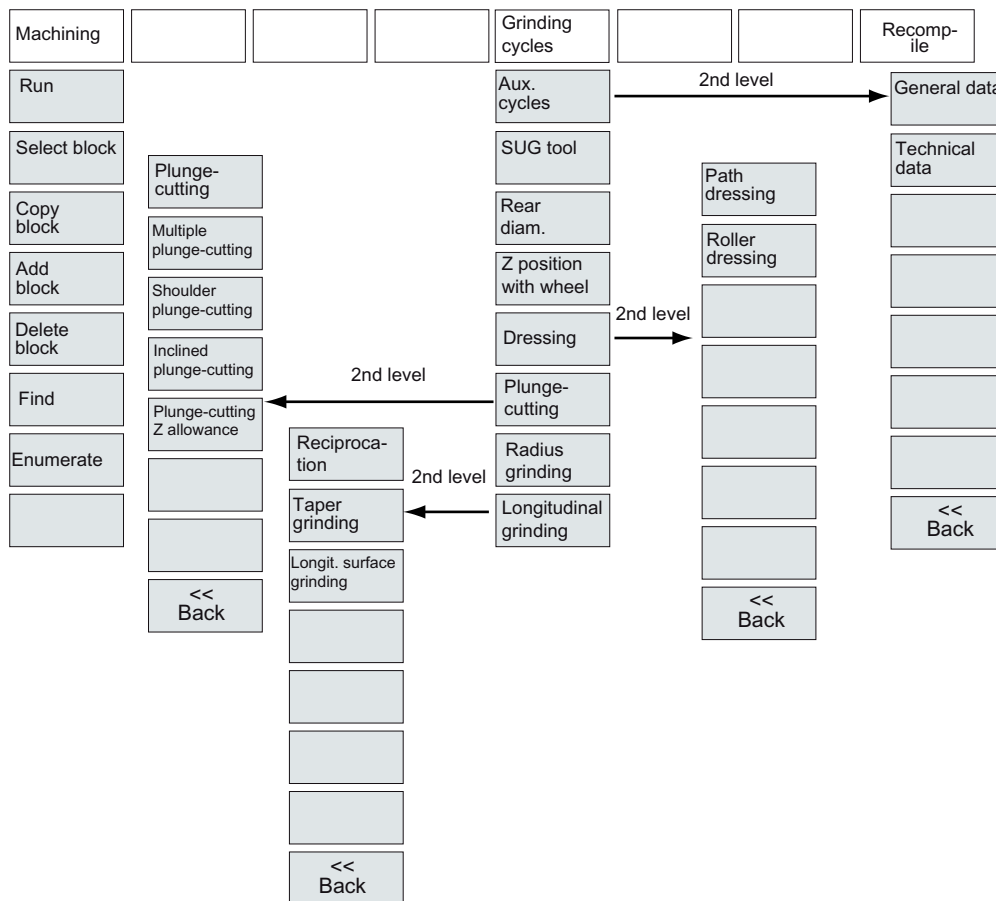 Machining
Grinding
cycles
Recomp-
ile
Run
Select block
Copy
block
Add
block
Delete
block
Find
Enumerate
Plunge-
cutting
Multiple
plunge-cutting
Shoulder
plunge-cutting
Inclined
plunge-cutting
Plunge-cutting
Z allowance
<<
Back
2nd level
Reciproca-
tion
Taper
grinding
Longit. surface
grinding
<<
Back
2nd level
Aux.
cycles
SUG tool
Rear
diam.
Z position
with wheel
Dressing
Plunge-
cutting
Radius
grinding
Longitudinal
grinding
2nd level
Path
dressing
Roller
dressing
<<
Back
2nd level
General data
Technical
data
<<
Back